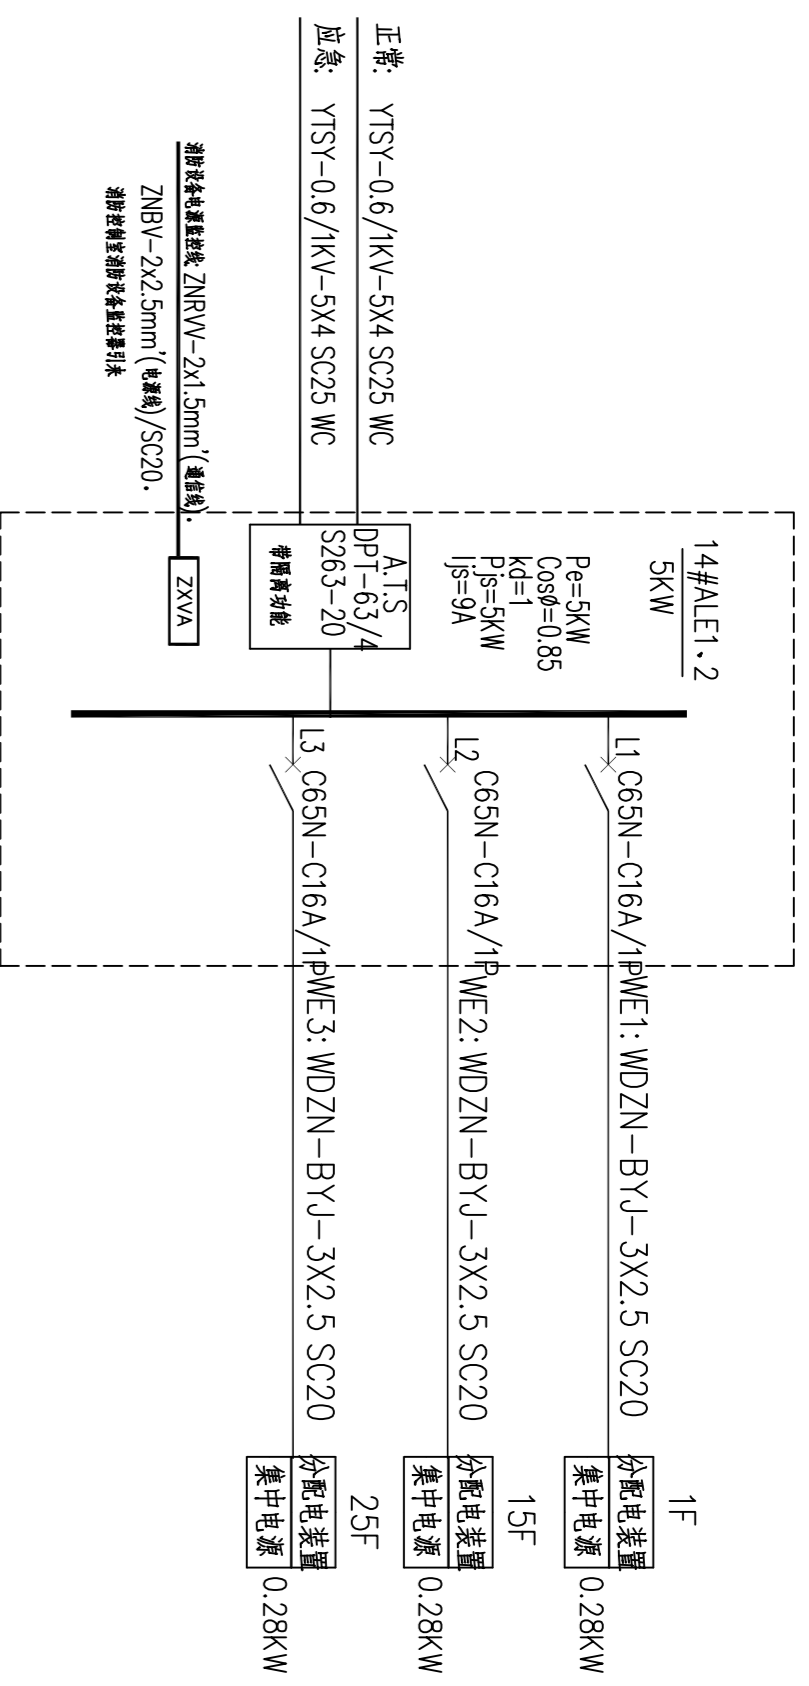 14#ALE1、2
5KW
Pe=5KW
CosØ=0.85
kd=1
Pjs=5KW
Ijs=9A
正常: YTSY-0.6/1KV-5X4 SC25 WC
应急: YTSY-0.6/1KV-5X4 SC25 WC
A.T.S
DPT-63/4
S263-20
带隔离功能
消防设备电源监控线:ZNRVV-2x1.5mm'(通信线).
ZNBV-2x2.5mm'(电源线)/SC20.
消防控制室消防设备监控器引来
ZXVA
L1 C65N-C16A/1P WE1: WDZN-BYJ-3X2.5 SC20
1F
分配电装置
集中电源
0.28KW
L2 C65N-C16A/1P WE2: WDZN-BYJ-3X2.5 SC20
15F
分配电装置
集中电源
0.28KW
L3 C65N-C16A/1P WE3: WDZN-BYJ-3X2.5 SC20
25F
分配电装置
集中电源
0.28KW